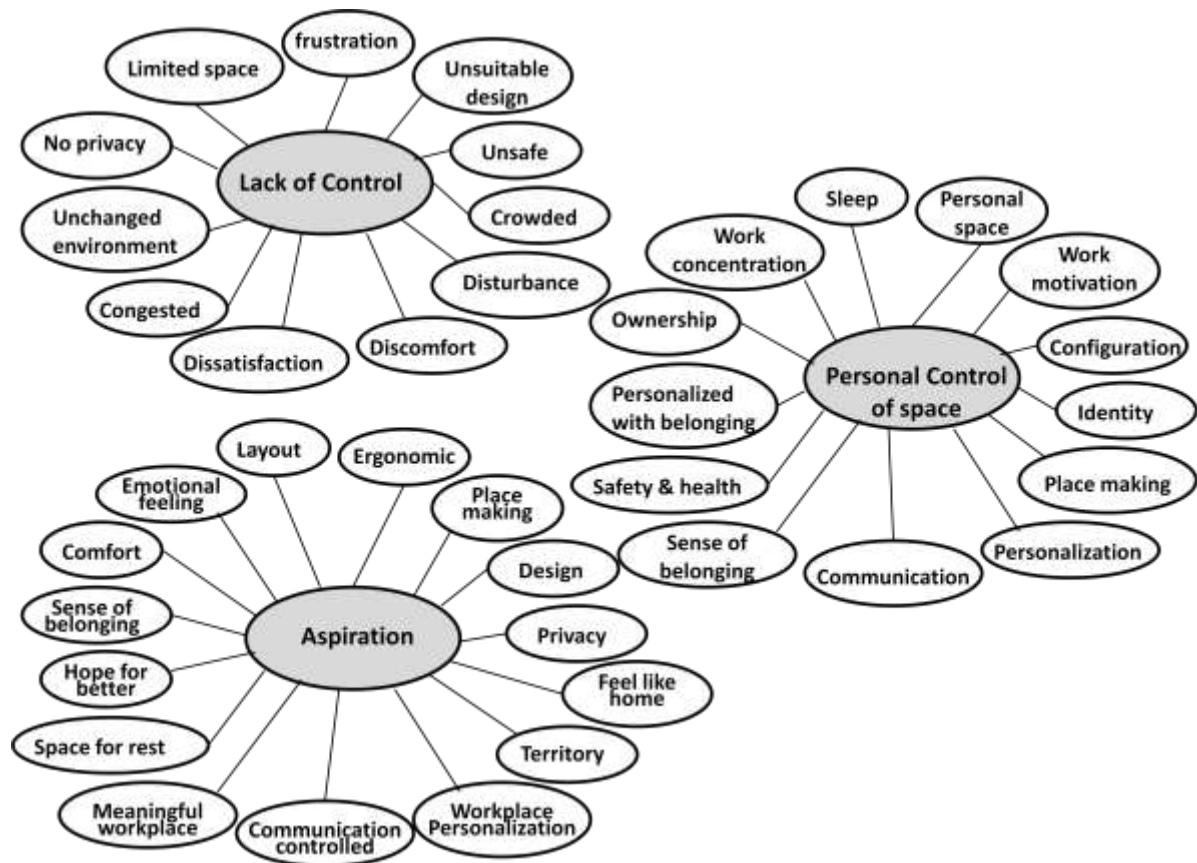 frustration
Limited space
Unsuitable
design
No privacy
Unsafe
Lack of Control
Unchanged
environment
Crowded
Disturbance
Congested
Dissatisfaction
Discomfort
Sleep
Personal
space
Work
concentration
Work
motivation
Ownership
Configuration
Personal Control
of space
Personalized
with belonging
Identity
Safety & health
Place making
Sense of
belonging
Communication
Personalization
Layout
Ergonomic
Emotional
feeling
Place
making
Comfort
Design
Sense of
belonging
Aspiration
Privacy
Hope for
better
Feel like
home
Space for rest
Territory
Meaningful
workplace
Communication
controlled
Workplace
Personalization